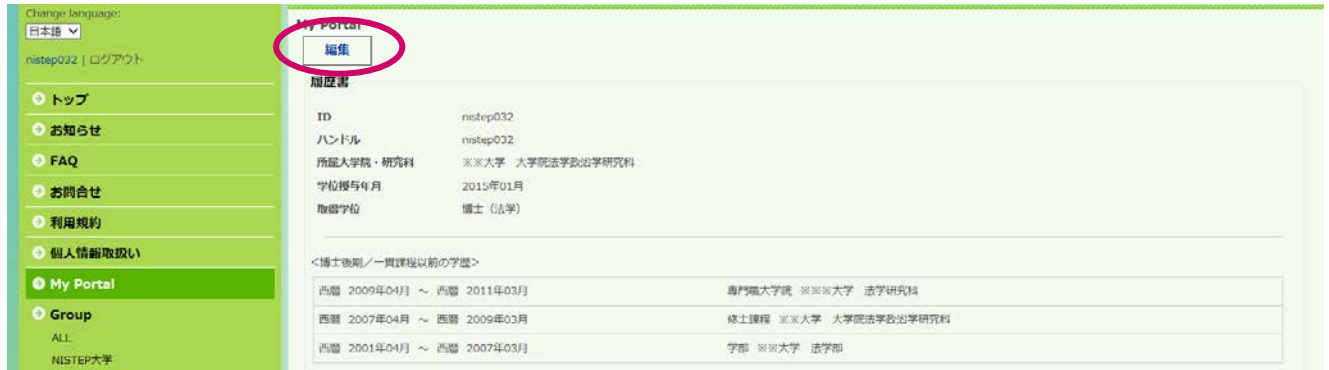 Change language:
日本語
nistep032 | ログアウト
トップ
お知らせ
FAQ
お問合せ
利用規約
個人情報取扱い
My Portal
Group
ALL
NISTEP大学
My Portal
編集
履歴書
ID nistep032
ハンドル nistep032
所属大学院・研究科 ※※大学 大学院法学政治学研究科
学位授与年月 2015年01月
取得学位 博士（法学）
<博士後期／一貫課程以前の学歴>
西暦 2009年04月 ～ 西暦 2011年03月 専門職大学院 ※※※大学 法学研究科
西暦 2007年04月 ～ 西暦 2009年03月 修士課程 ※※大学 大学院法学政治学研究科
西暦 2001年04月 ～ 西暦 2007年03月 学部 ※※大学 法学部